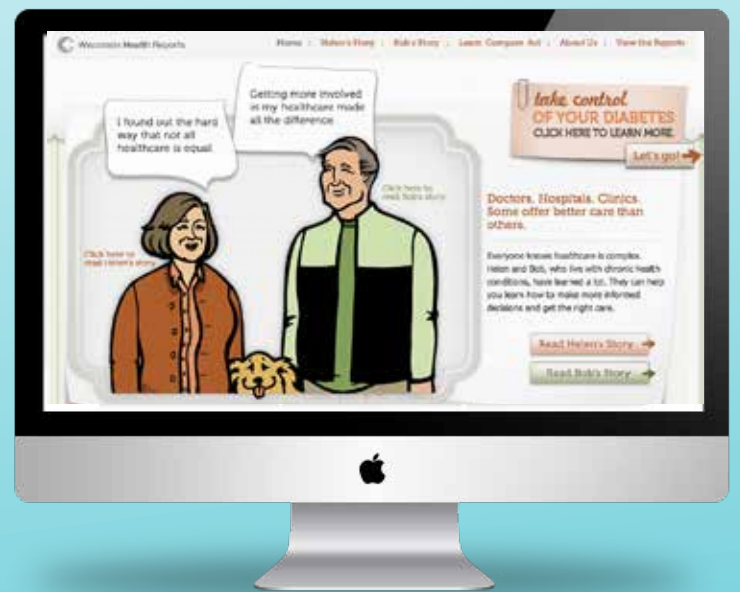 Wisconsin Health Reports
Home : Helen's Story : Bob's Story : Learn Compare Act : About Us : View the Reports
Getting more involved
in my healthcare made
all the difference
I found out the hard
way that not all
healthcare is equal
take control
OF YOUR DIABETES
CLICK HERE TO LEARN MORE.
Let's go!
Click here to
read Bob's story
Click here to
read Helen's story
Doctors. Hospitals. Clinics.
Some offer better care than
others.
Everyone knows healthcare is complex.
Helen and Bob, who live with chronic health
conditions, have learned a lot. They can help
you learn how to make more informed
decisions and get the right care.
Read Helen's Story
Read Bob's Story